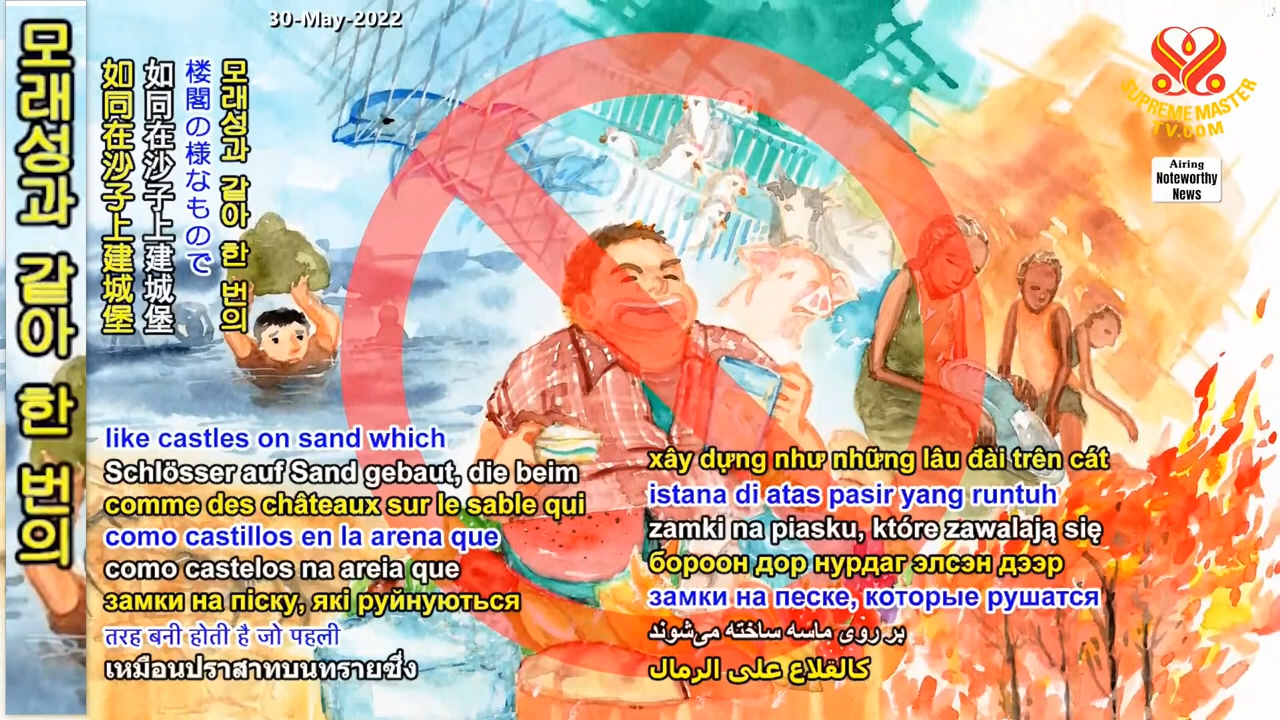 30-May-2022
모래성과 같아 한 번의
如同在沙子上建城堡
如同在沙子上建城堡
楼閣の様なもので
모래성과 같아 한 번의
SUPREME MASTER
TV.COM
Airing
Noteworthy
News
like castles on sand which
Schlösser auf Sand gebaut, die beim
comme des châteaux sur le sable qui
como castillos en la arena que
como castelos na areia que
замки на піску, які руйнуються
तरह बनी होती है जो पहली
เหมือนปราสาทบนทรายซึ่ง
xây dựng như những lâu đài trên cát
istana di atas pasir yang runtuh
zamki na piasku, które zawalają się
бороон дор нурдаг элсэн дээр
замки на песке, которые рушатся
بر روی ماسه ساخته می‌شوند
كالقلاع على الرمال